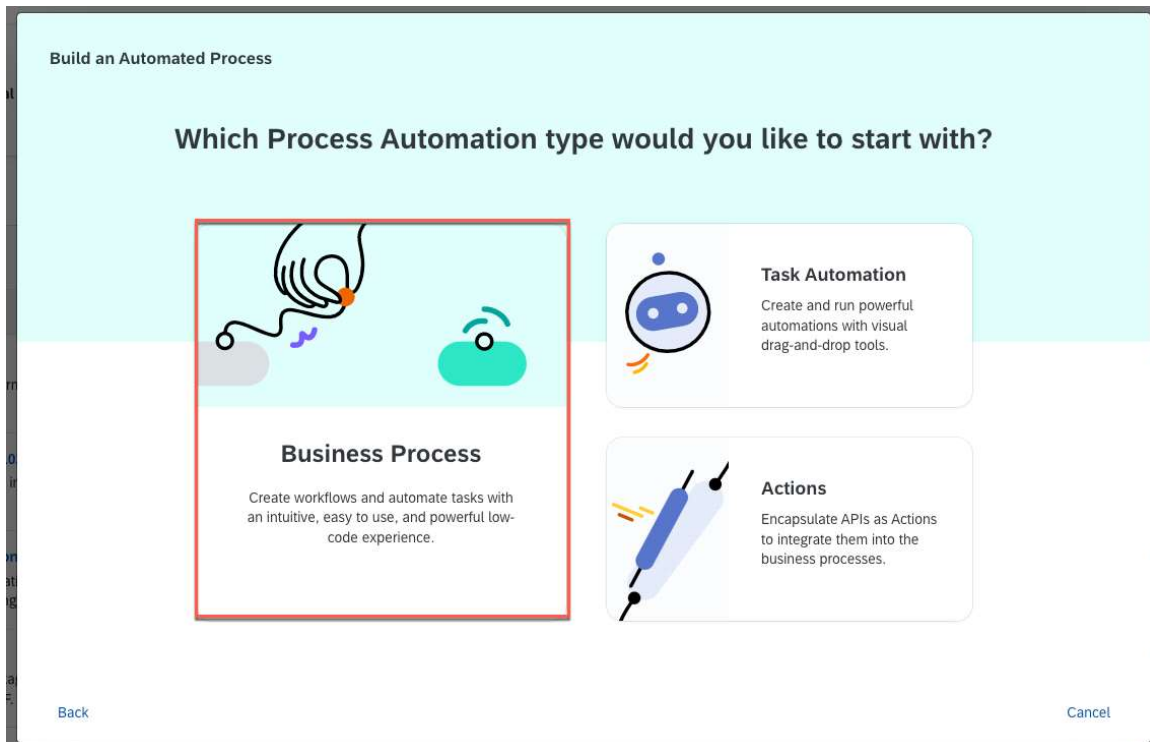 Build an Automated Process
Which Process Automation type would you like to start with?
Business Process
Create workflows and automate tasks with
an intuitive, easy to use, and powerful low-
code experience.
Task Automation
Create and run powerful
automations with visual
drag-and-drop tools.
Actions
Encapsulate APIs as Actions
to integrate them into the
business processes.
Back
Cancel